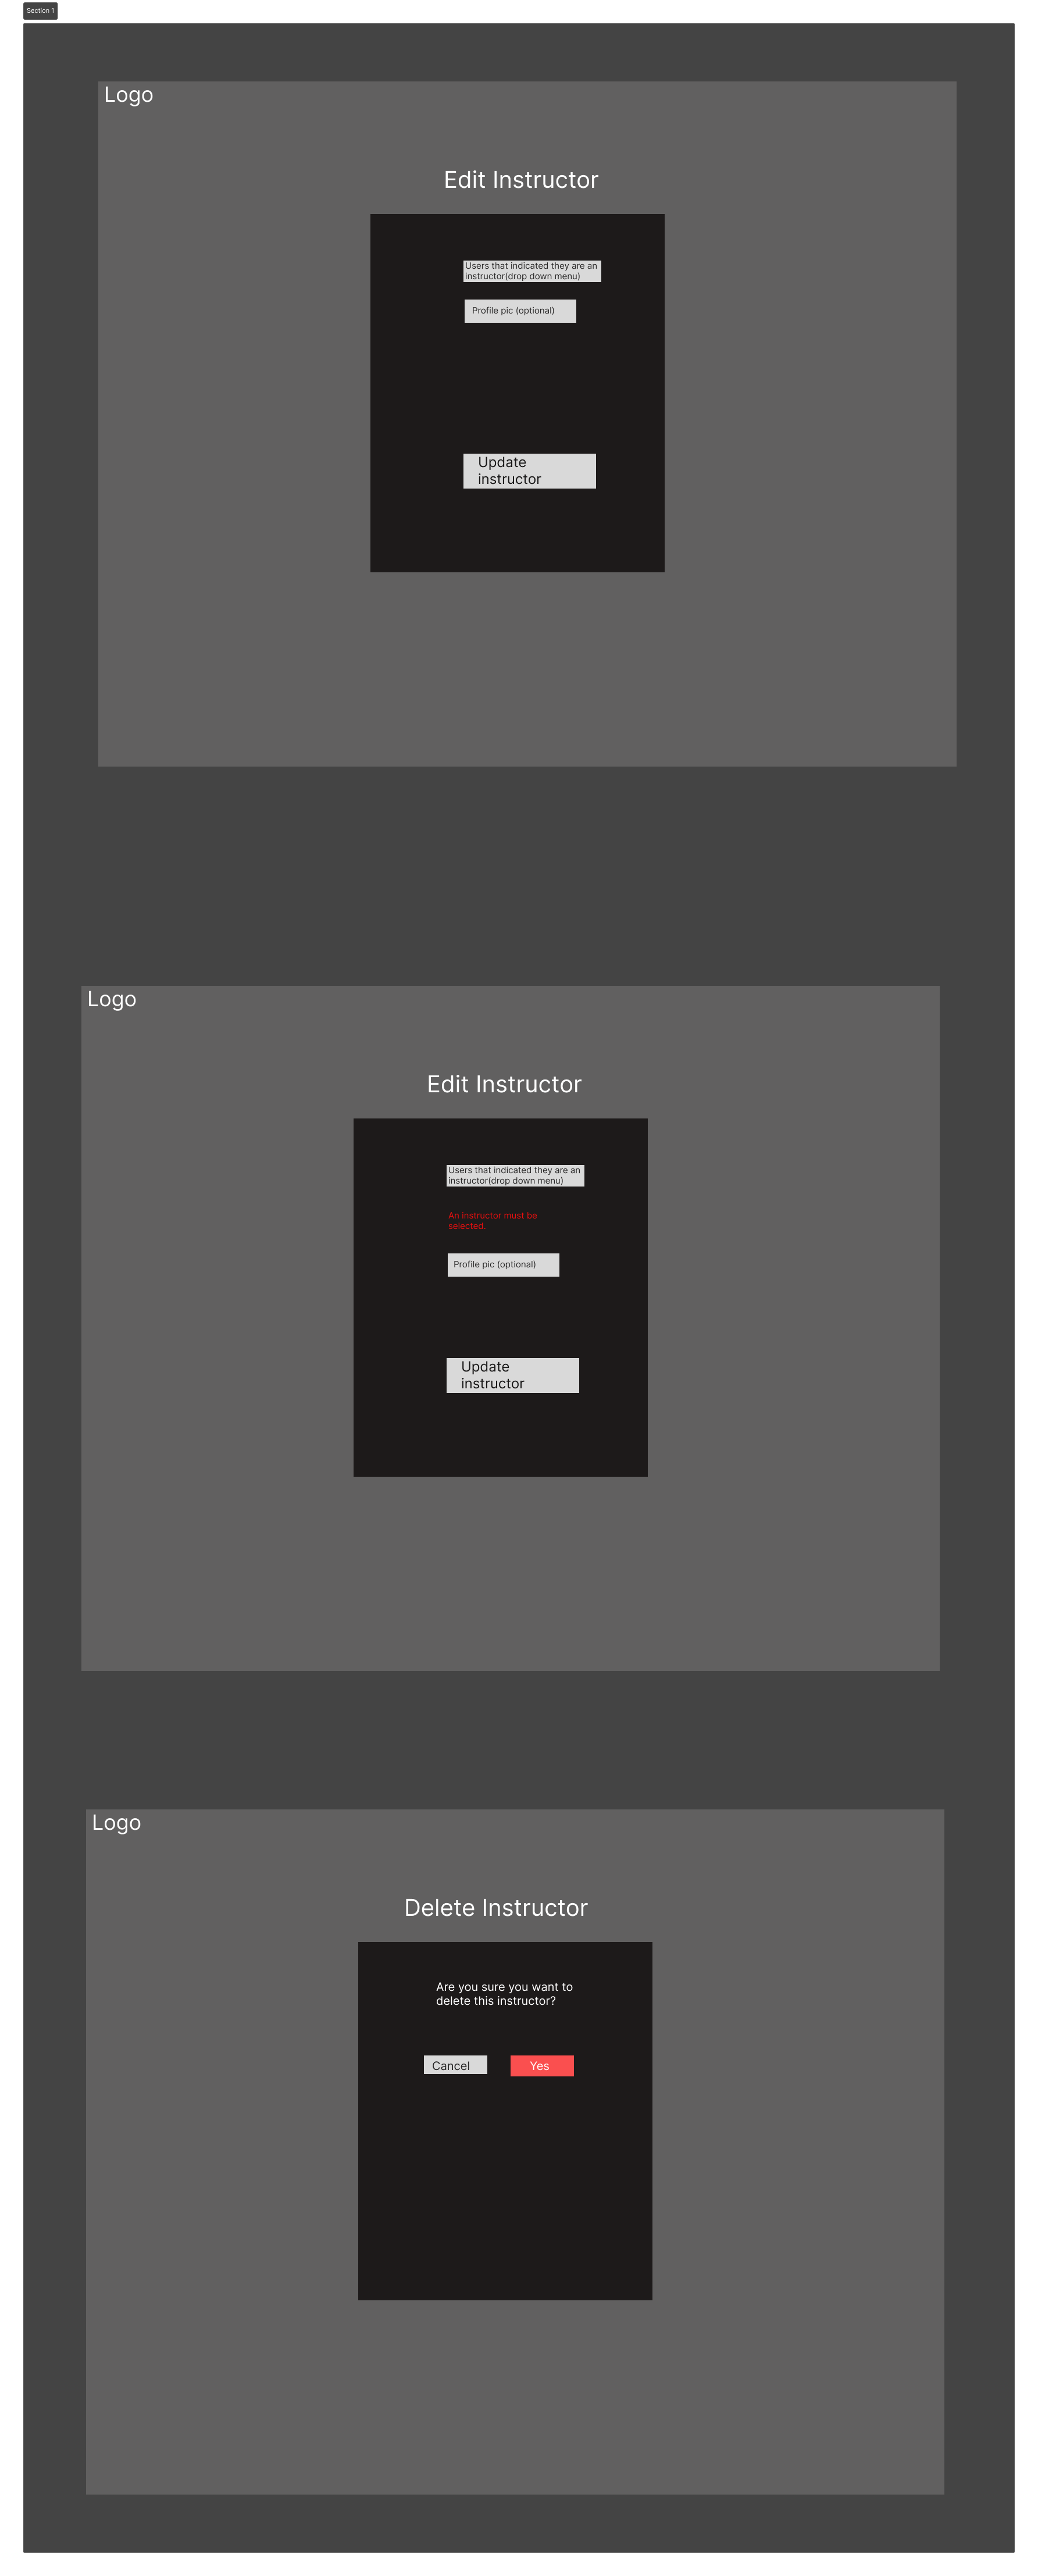 Section 1
Logo
Edit Instructor
Users that indicated they are an
instructor(drop down menu)
Profile pic (optional)
Update
instructor
Logo
Edit Instructor
Users that indicated they are an
instructor(drop down menu)
An instructor must be
selected.
Profile pic (optional)
Update
instructor
Logo
Delete Instructor
Are you sure you want to
delete this instructor?
Cancel
Yes